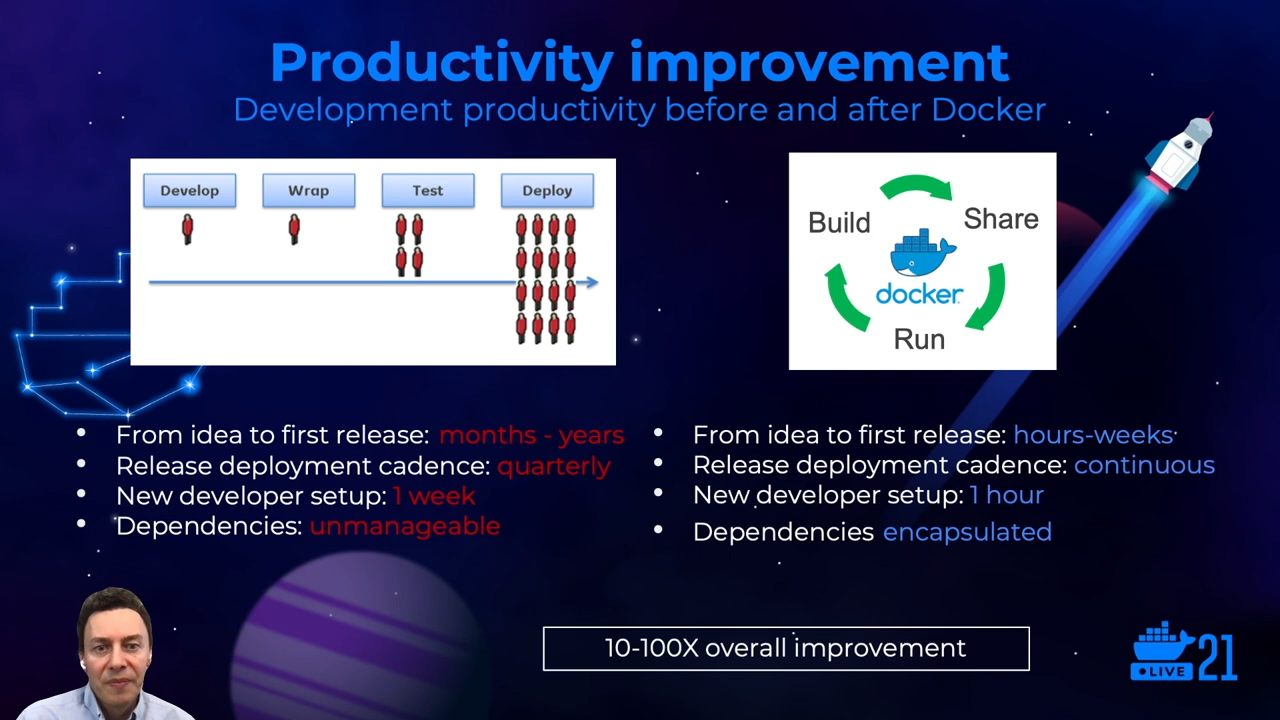 Productivity improvement
Development productivity before and after Docker
Develop
Wrap
Test
Deploy
Build
Share
docker
Run
• From idea to first release: months - years
• Release deployment cadence: quarterly
• New developer setup: 1 week
• Dependencies: unmanageable
• From idea to first release: hours-weeks
• Release deployment cadence: continuous
• New developer setup: 1 hour
• Dependencies encapsulated
10-100X overall improvement
LIVE 21